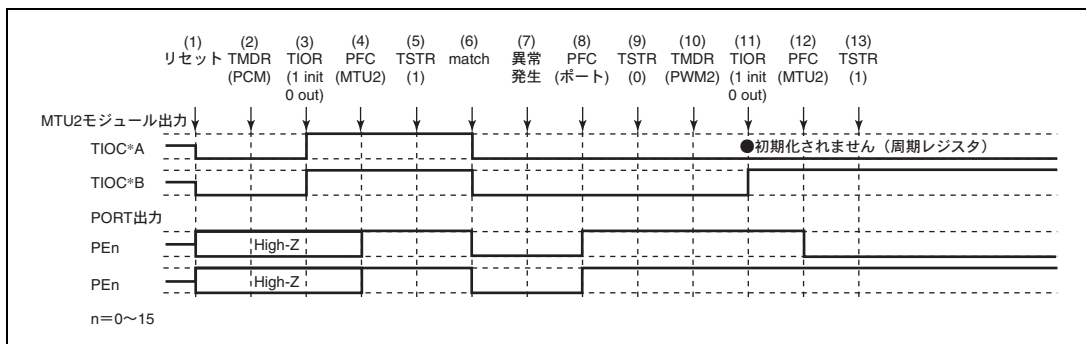 (1) (2) (3) (4) (5) (6) (7) (8) (9) (10) (11) (12) (13)
リセット TMDR TIOR PFC TSTR match 異常 PFC TSTR TMDR TIOR PFC TSTR
(PCM) (1 init (MTU2) (1) 発生 (ポート) (0) (PWM2) (1 init (MTU2) (1)
0 out) 0 out)
MTU2モジュール出力
TIOC*A ●初期化されません（周期レジスタ）
TIOC*B
PORT出力
PEn High-Z
PEn High-Z
n＝0～15